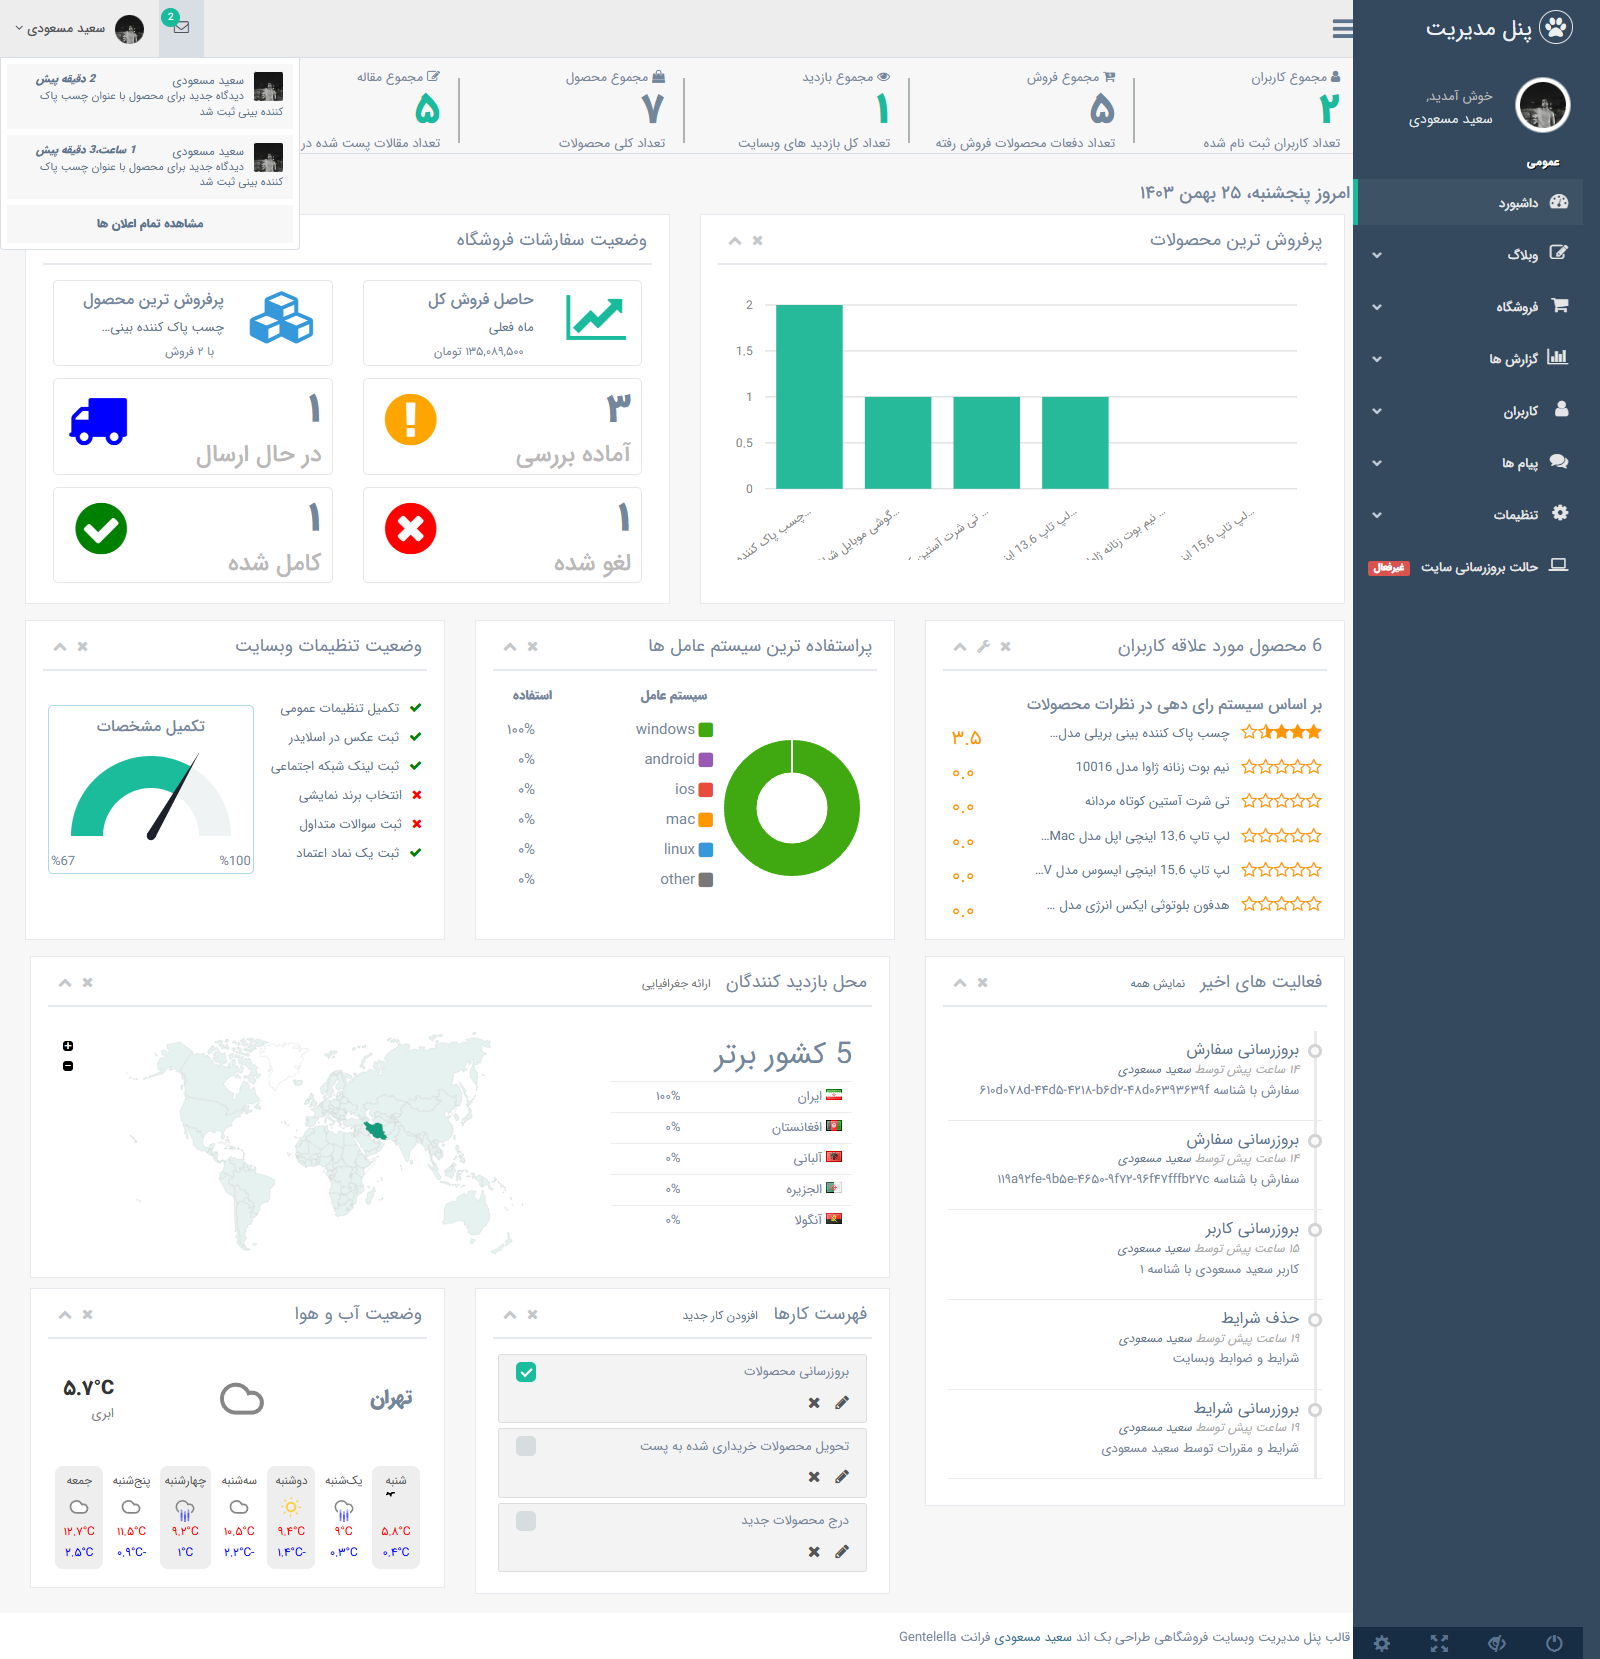 پنل مدیریت
خوش آمدید,
سعید مسعودی
عمومی
داشبورد
وبلاگ
فروشگاه
گزارش ها
کاربران
پیام ها
تنظیمات
حالت بروزرسانی سایت غیرفعال
سعید مسعودی
2
سعید مسعودی 2 دقیقه پیش
دیدگاه جدید برای محصول با عنوان چسب پاک
کننده بینی ثبت شد
سعید مسعودی 1 ساعت،3 دقیقه پیش
دیدگاه جدید برای محصول با عنوان چسب پاک
کننده بینی ثبت شد
مشاهده تمام اعلان ها
مجموع کاربران
۲
تعداد کاربران ثبت نام شده
مجموع فروش
۵
تعداد دفعات محصولات فروش رفته
مجموع بازدید
۱
تعداد کل بازدید های وبسایت
مجموع محصول
۷
تعداد کلی محصولات
مجموع مقاله
۵
تعداد مقالات پست شده در
امروز پنجشنبه، ۲۵ بهمن ۱۴۰۳
پرفروش ترین محصولات
2
1.5
1
0.5
0
چسب پاک کننده...
گوشی موبایل شیا...
تی شرت آستین ...
لپ تاپ 13.6 این...
نیم بوت زنانه ژاوا ...
لپ تاپ 15.6 این...
وضعیت سفارشات فروشگاه
حاصل فروش کل
ماه فعلی
۱۳۵,۰۸۹,۵۰۰ تومان
پرفروش ترین محصول
چسب پاک کننده بینی...
با ۲ فروش
۳
آماده بررسی
۱
در حال ارسال
۱
لغو شده
۱
کامل شده
6 محصول مورد علاقه کاربران
بر اساس سیستم رای دهی در نظرات محصولات
چسب پاک کننده بینی بریلی مدل... ۳.۵
نیم بوت زنانه ژاوا مدل 10016 ۰.۰
تی شرت آستین کوتاه مردانه ۰.۰
لپ تاپ 13.6 اینچی اپل مدل Mac... ۰.۰
لپ تاپ 15.6 اینچی ایسوس مدل V... ۰.۰
هدفون بلوتوثی ایکس انرژی مدل ... ۰.۰
پراستفاده ترین سیستم عامل ها
سیستم عامل استفاده
windows ۱۰۰%
android ۰%
ios ۰%
mac ۰%
linux ۰%
other ۰%
وضعیت تنظیمات وبسایت
تکمیل تنظیمات عمومی
ثبت عکس در اسلایدر
ثبت لینک شبکه اجتماعی
انتخاب برند نمایشی
ثبت سوالات متداول
ثبت یک نماد اعتماد
تکمیل مشخصات
%67 %100
فعالیت های اخیر نمایش همه
بروزرسانی سفارش
۱۴ ساعت پیش توسط سعید مسعودی
سفارش با شناسه ۶۱۰d۰۷۸d-۴۴d۵-۴۲۱۸-b۶d۲-۴۸d۰۶۳۹۳۶۳۹f
بروزرسانی سفارش
۱۴ ساعت پیش توسط سعید مسعودی
سفارش با شناسه ۱۱۹a۹۲fe-۹b۵e-۴۶۵۰-۹f۷۲-۹۶f۴۷fffb۲۷c
بروزرسانی کاربر
۱۵ ساعت پیش توسط سعید مسعودی
کاربر سعید مسعودی با شناسه ۱
حذف شرایط
۱۹ ساعت پیش توسط سعید مسعودی
شرایط و ضوابط وبسایت
بروزرسانی شرایط
۱۹ ساعت پیش توسط سعید مسعودی
شرایط و مقررات توسط سعید مسعودی
محل بازدید کنندگان ارائه جغرافیایی
5 کشور برتر
ایران ۱۰۰%
افغانستان ۰%
آلبانی ۰%
الجزیره ۰%
آنگولا ۰%
فهرست کارها افزودن کار جدید
بروزرسانی محصولات
تحویل محصولات خریداری شده به پست
درج محصولات جدید
وضعیت آب و هوا
تهران
۵.۷°C
ابری
شنبه یک‌شنبه دوشنبه سه‌شنبه چهارشنبه پنج‌شنبه جمعه
۵.۸°C ۹°C ۹.۴°C ۱۰.۵°C ۹.۲°C ۱۱.۵°C ۱۲.۷°C
۰.۴°C ۰.۳°C ۱.۴°C- ۲.۲°C- ۱°C ۰.۹°C- ۲.۵°C
قالب پنل مدیریت وبسایت فروشگاهی طراحی بک اند سعید مسعودی فرانت Gentelella